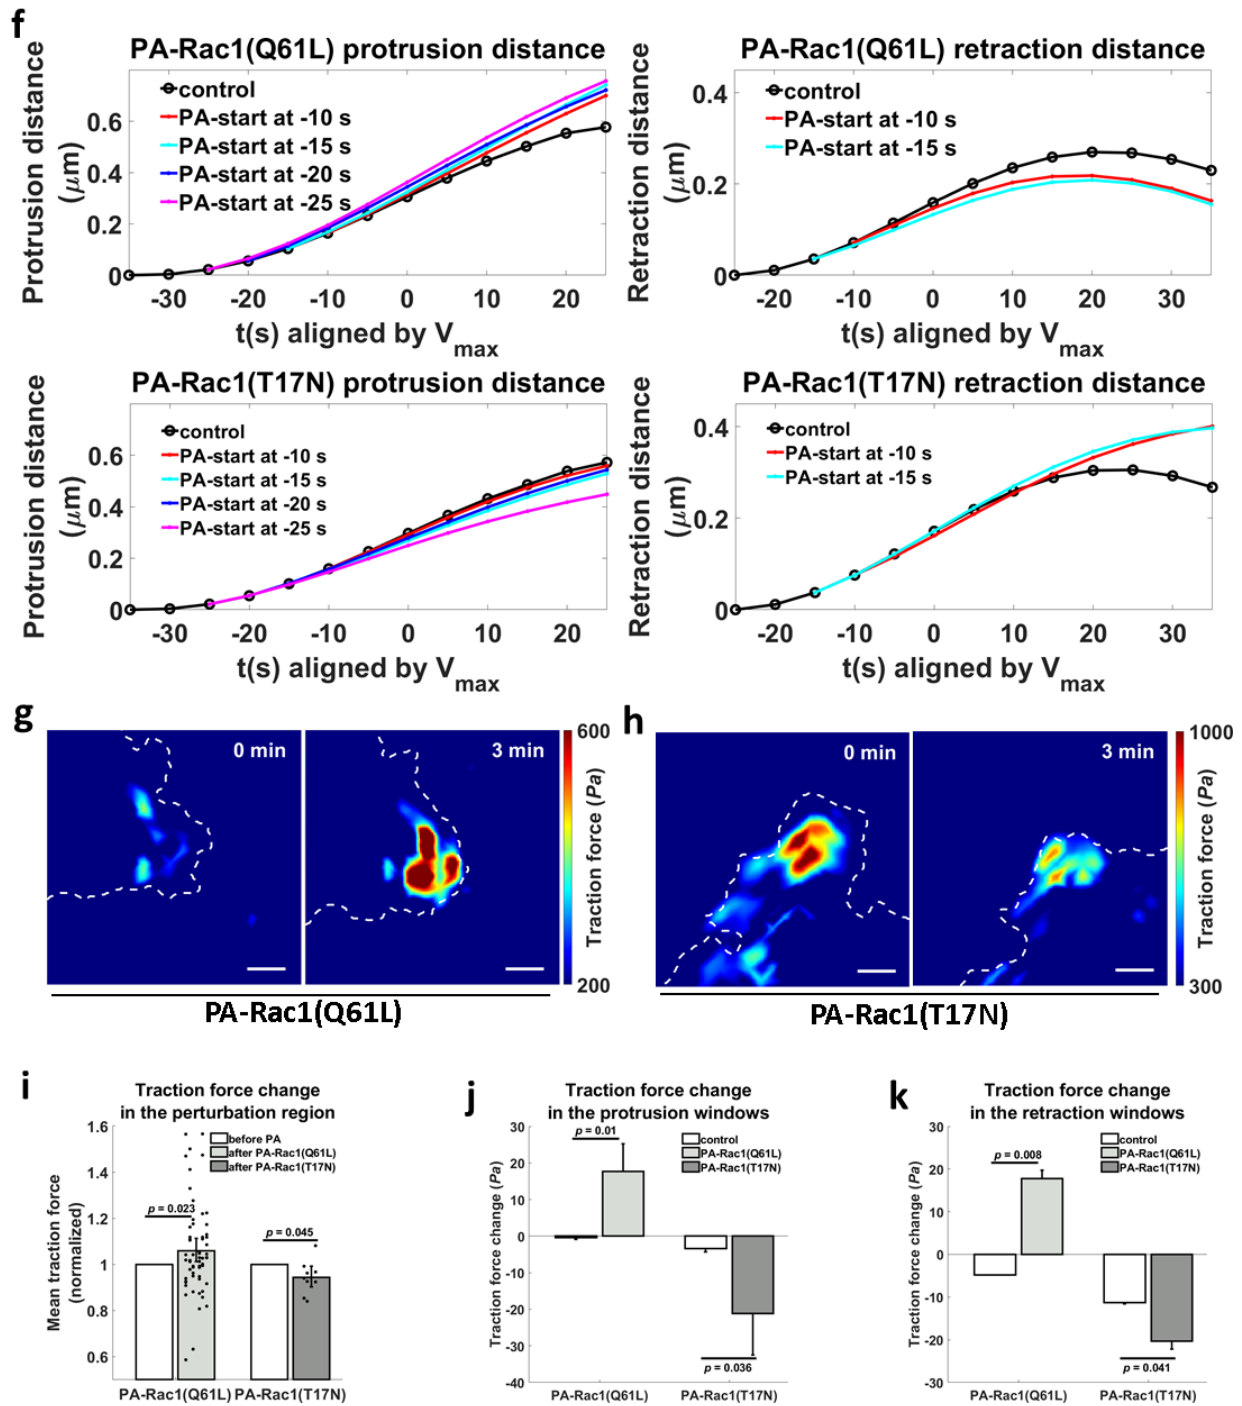 f
PA-Rac1(Q61L) protrusion distance
Protrusion distance
(μm)
0.6
0.4
0.2
0
control
PA-start at -10 s
PA-start at -15 s
PA-start at -20 s
PA-start at -25 s
-30 -20 -10 0 10 20
t(s) aligned by Vmax
PA-Rac1(Q61L) retraction distance
Retraction distance
(μm)
0.4
0.2
0
control
PA-start at -10 s
PA-start at -15 s
-20 -10 0 10 20 30
t(s) aligned by Vmax
PA-Rac1(T17N) protrusion distance
Protrusion distance
(μm)
0.6
0.4
0.2
0
control
PA-start at -10 s
PA-start at -15 s
PA-start at -20 s
PA-start at -25 s
-30 -20 -10 0 10 20
t(s) aligned by Vmax
PA-Rac1(T17N) retraction distance
Retraction distance
(μm)
0.4
0.2
0
control
PA-start at -10 s
PA-start at -15 s
-20 -10 0 10 20 30
t(s) aligned by Vmax
g
0 min
3 min
600
Traction force (Pa)
200
PA-Rac1(Q61L)
h
0 min
3 min
1000
Traction force (Pa)
300
PA-Rac1(T17N)
i
Traction force change
in the perturbation region
Mean traction force
(normalized)
1.6
1.4
1.2
1
0.8
0.6
before PA
after PA-Rac1(Q61L)
after PA-Rac1(T17N)
p = 0.023
p = 0.045
PA-Rac1(Q61L) PA-Rac1(T17N)
j
Traction force change
in the protrusion windows
Traction force change (Pa)
30
20
10
0
-10
-20
-30
-40
p = 0.01
control
PA-Rac1(Q61L)
PA-Rac1(T17N)
p = 0.036
PA-Rac1(Q61L) PA-Rac1(T17N)
k
Traction force change
in the retraction windows
Traction force change (Pa)
30
20
10
0
-10
-20
-30
p = 0.008
control
PA-Rac1(Q61L)
PA-Rac1(T17N)
p = 0.041
PA-Rac1(Q61L) PA-Rac1(T17N)